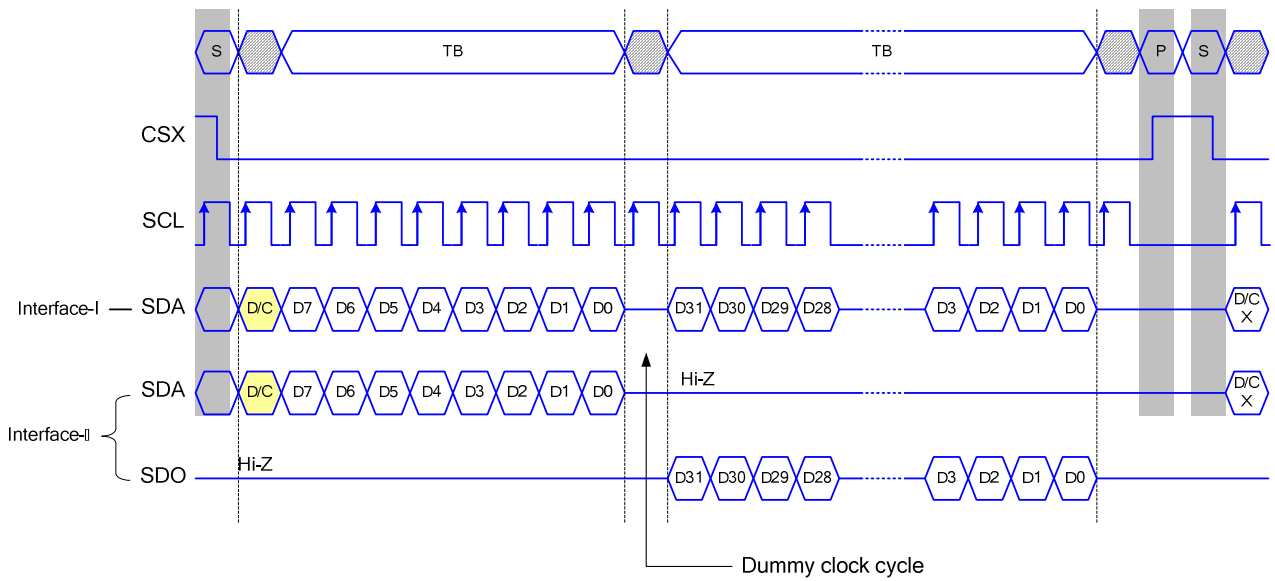 S TB TB P S
CSX
SCL
Interface-I SDA D/C D7 D6 D5 D4 D3 D2 D1 D0 D31 D30 D29 D28 D3 D2 D1 D0 D/C
X
SDA D/C D7 D6 D5 D4 D3 D2 D1 D0 Hi-Z D/C
X
Interface-▯
SDO Hi-Z D31 D30 D29 D28 D3 D2 D1 D0
Dummy clock cycle